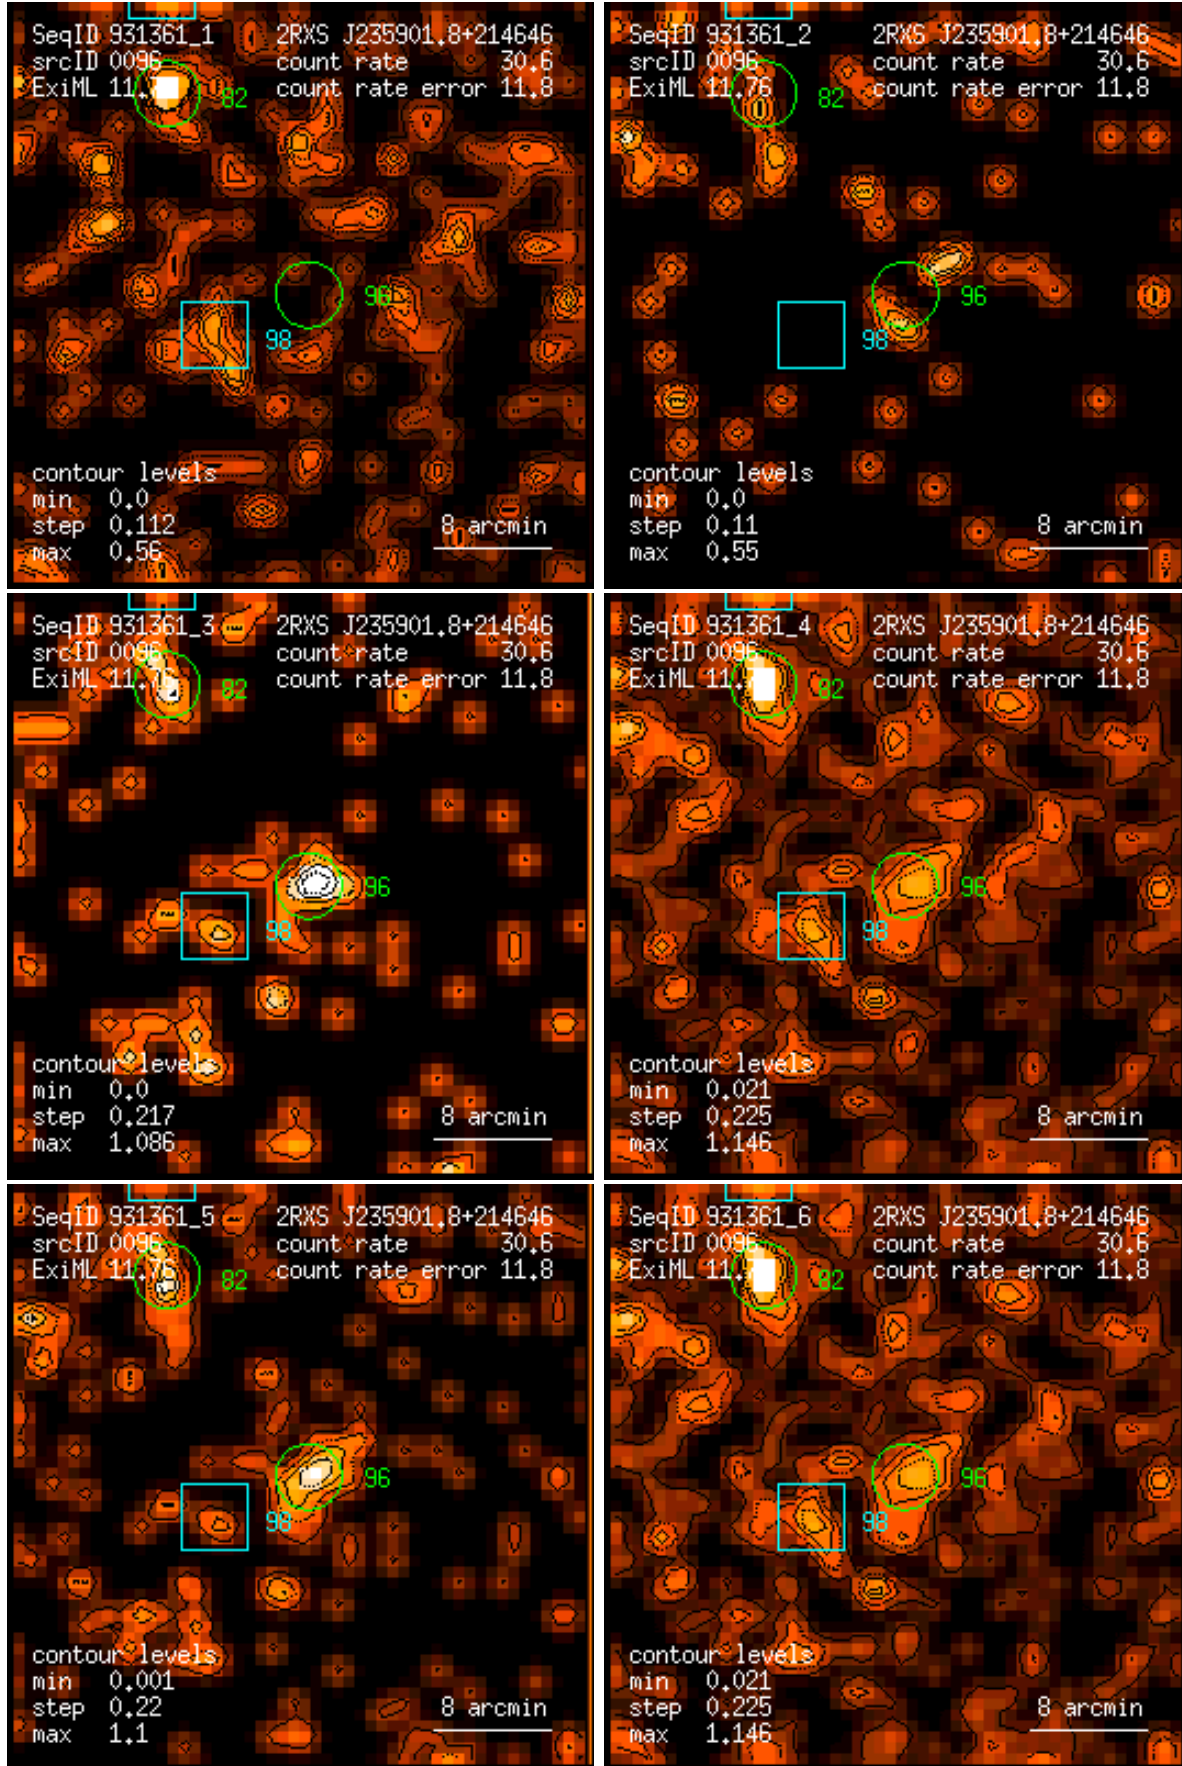 SeqID 931361_1 2RXS J235901.8+214646
srcID 0096 count rate 30.6
ExiML 11.7 count rate error 11.8
82
96
98
contour levels
min 0.0
step 0.112
max 0.56
8 arcmin
SeqID 931361_2 2RXS J235901.8+214646
srcID 0096 count rate 30.6
ExiML 11.76 count rate error 11.8
82
96
98
contour levels
min 0.0
step 0.11
max 0.55
8 arcmin
SeqID 931361_3 2RXS J235901.8+214646
srcID 0096 count rate 30.6
ExiML 11.7 count rate error 11.8
82
96
98
contour levels
min 0.0
step 0.217
max 1.086
8 arcmin
SeqID 931361_4 2RXS J235901.8+214646
srcID 0096 count rate 30.6
ExiML 11.7 count rate error 11.8
82
96
98
contour levels
min 0.021
step 0.225
max 1.146
8 arcmin
SeqID 931361_5 2RXS J235901.8+214646
srcID 0096 count rate 30.6
ExiML 11.76 count rate error 11.8
82
96
98
contour levels
min 0.001
step 0.22
max 1.1
8 arcmin
SeqID 931361_6 2RXS J235901.8+214646
srcID 0096 count rate 30.6
ExiML 11.7 count rate error 11.8
82
96
98
contour levels
min 0.021
step 0.225
max 1.146
8 arcmin